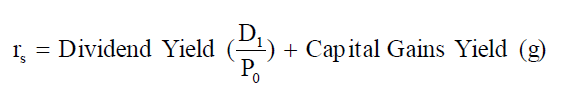 rₛ = Dividend Yield (D₁/P₀) + Capital Gains Yield (g)